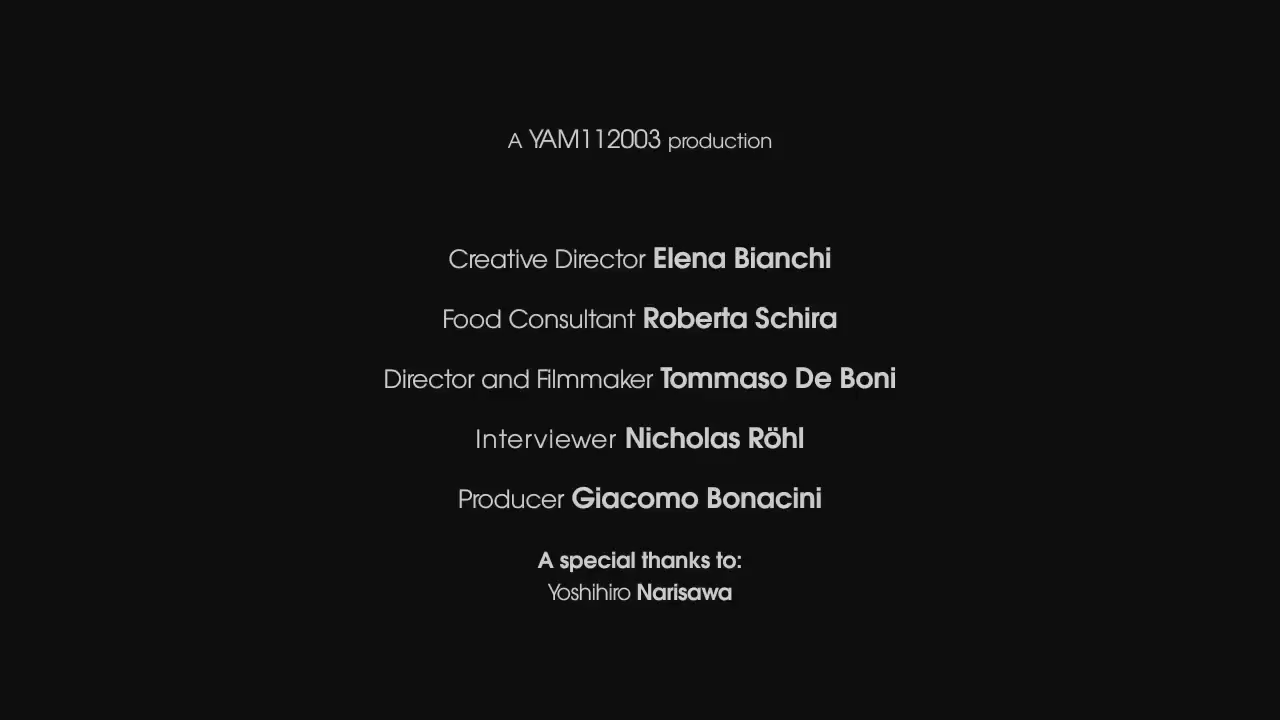 A YAM112003 production
Creative Director Elena Bianchi
Food Consultant Roberta Schira
Director and Filmmaker Tommaso De Boni
Interviewer Nicholas Röhl
Producer Giacomo Bonacini
A special thanks to:
Yoshihiro Narisawa